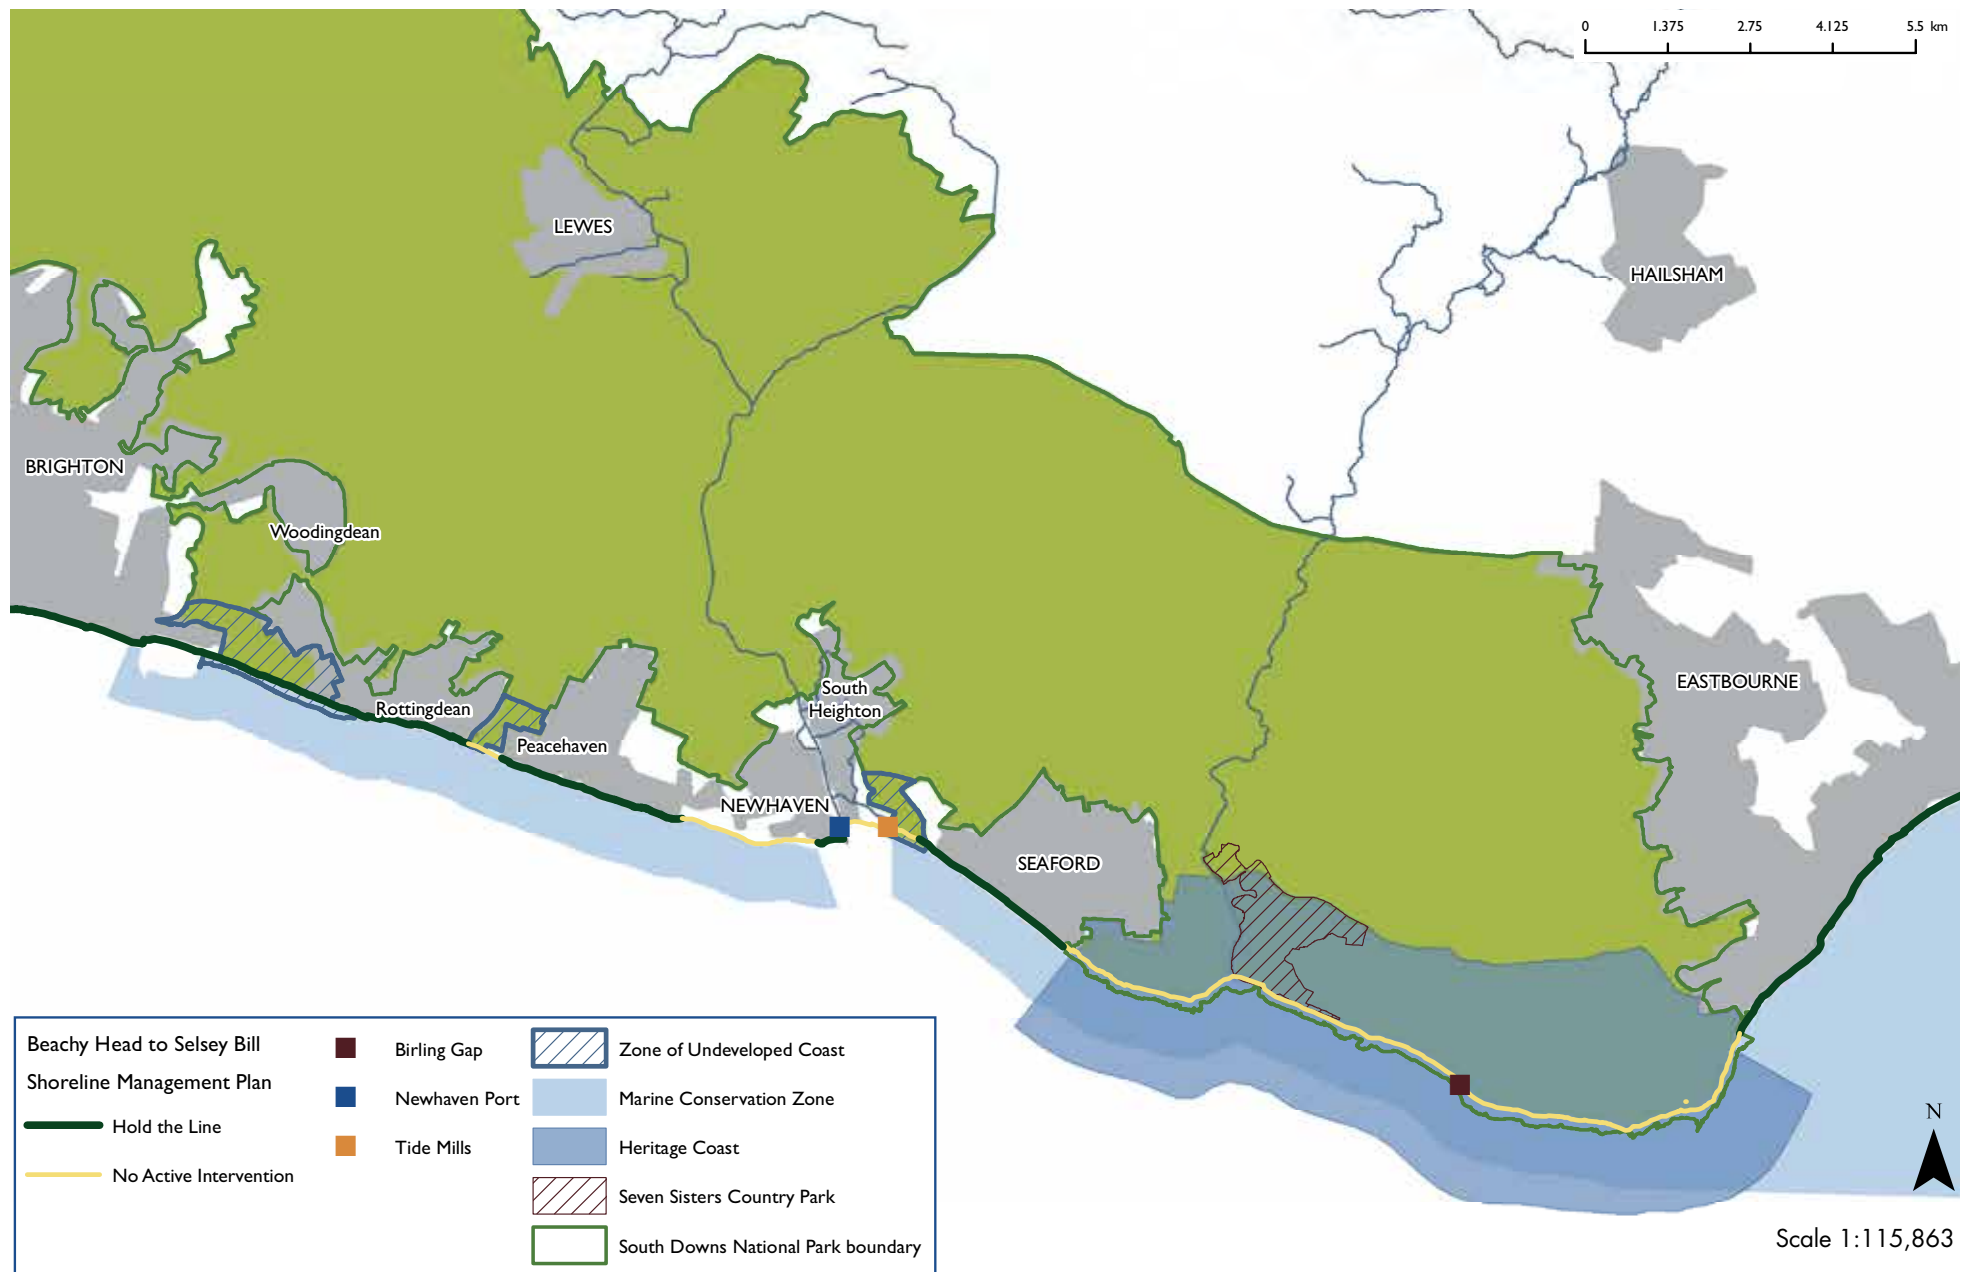 0 1.375 2.75 4.125 5.5 km
LEWES
HAILSHAM
BRIGHTON
Woodingdean
EASTBOURNE
South
Heighton
Rottingdean
Peacehaven
NEWHAVEN
SEAFORD
Beachy Head to Selsey Bill
Shoreline Management Plan
Hold the Line
No Active Intervention
Birling Gap
Newhaven Port
Tide Mills
Zone of Undeveloped Coast
Marine Conservation Zone
Heritage Coast
Seven Sisters Country Park
South Downs National Park boundary
N
Scale 1:115,863